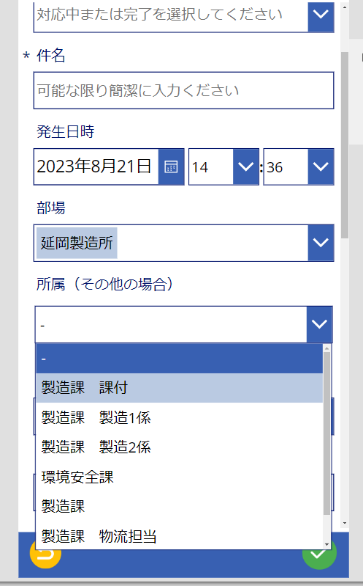 対応中または完了を選択してください
* 件名
可能な限り簡潔に入力ください
発生日時
2023年8月21日 14 : 36
部場
延岡製造所
所属（その他の場合）
-
-
製造課　課付
製造課　製造1係
製造課　製造2係
環境安全課
製造課
製造課　物流担当